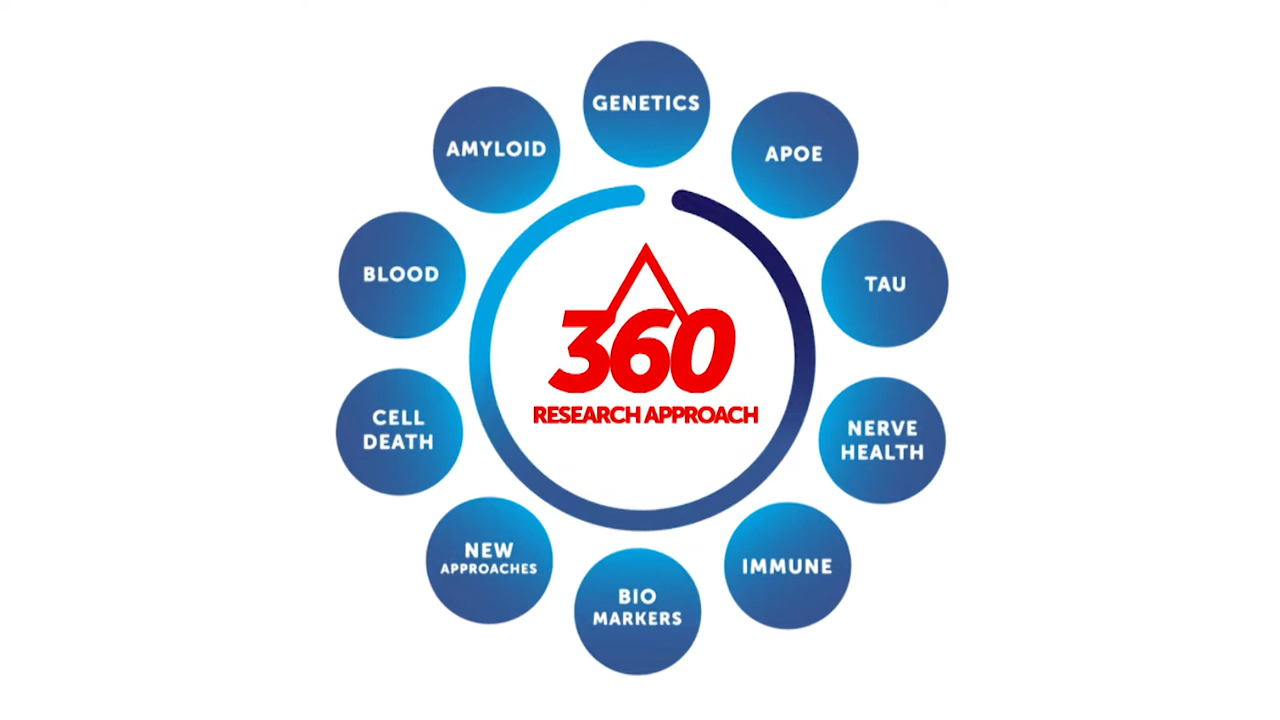 GENETICS
APOE
TAU
NERVE
HEALTH
IMMUNE
BIO
MARKERS
NEW
APPROACHES
CELL
DEATH
BLOOD
AMYLOID
360
RESEARCH APPROACH